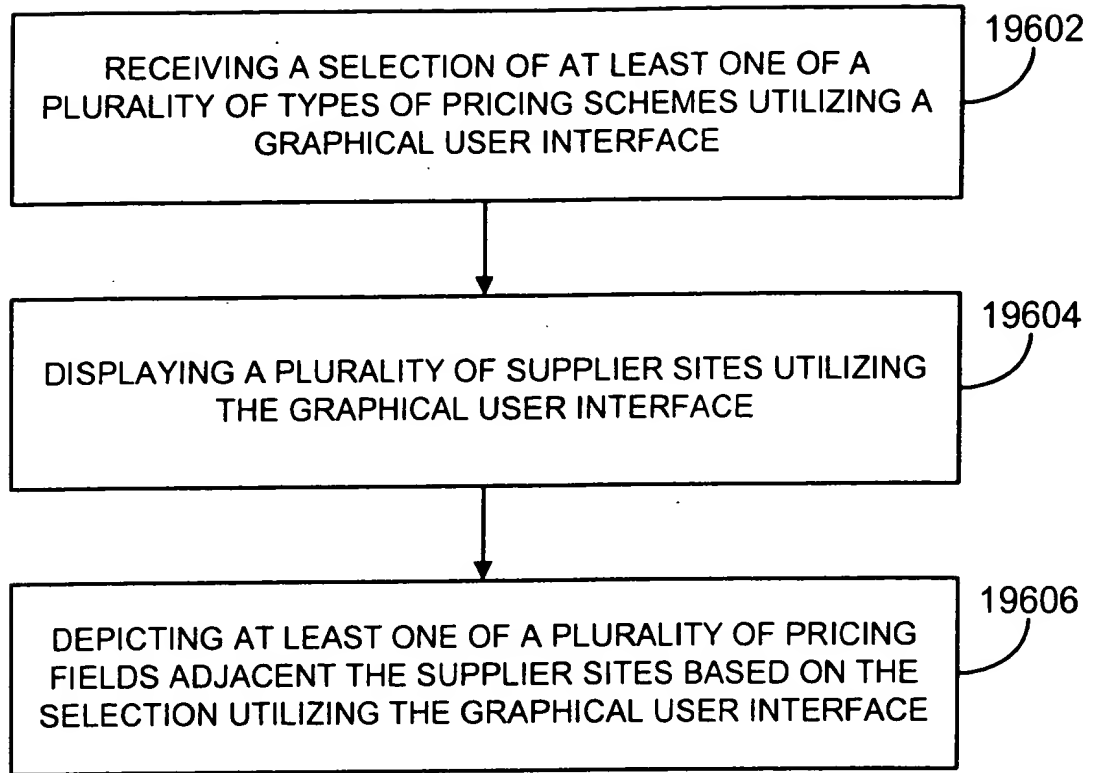 19602
RECEIVING A SELECTION OF AT LEAST ONE OF A
PLURALITY OF TYPES OF PRICING SCHEMES UTILIZING A
GRAPHICAL USER INTERFACE
19604
DISPLAYING A PLURALITY OF SUPPLIER SITES UTILIZING
THE GRAPHICAL USER INTERFACE
19606
DEPICTING AT LEAST ONE OF A PLURALITY OF PRICING
FIELDS ADJACENT THE SUPPLIER SITES BASED ON THE
SELECTION UTILIZING THE GRAPHICAL USER INTERFACE